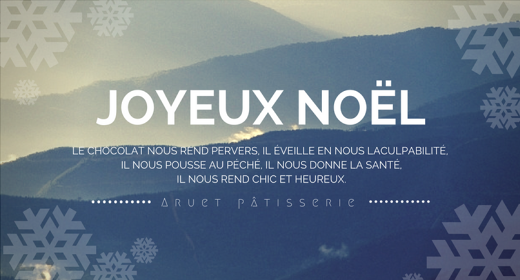 JOYEUX NOËL
LE CHOCOLAT NOUS REND PERVERS, IL ÉVEILLE EN NOUS LACULPABILITÉ,
IL NOUS POUSSE AU PÉCHÉ, IL NOUS DONNE LA SANTÉ,
IL NOUS REND CHIC ET HEUREUX.
ARUET PÂTISSERIE